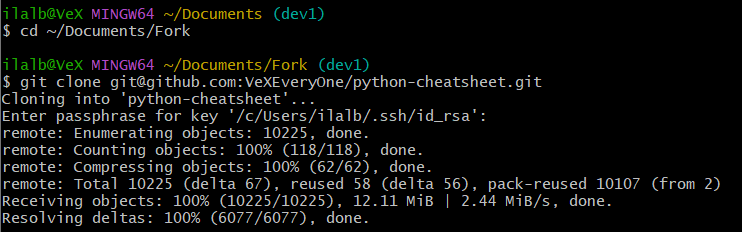 ilalb@VeX MINGW64 ~/Documents (dev1)
$ cd ~/Documents/Fork
ilalb@VeX MINGW64 ~/Documents/Fork (dev1)
$ git clone git@github.com:VeXEveryOne/python-cheatsheet.git
Cloning into 'python-cheatsheet'...
Enter passphrase for key '/c/Users/ilalb/.ssh/id_rsa':
remote: Enumerating objects: 10225, done.
remote: Counting objects: 100% (118/118), done.
remote: Compressing objects: 100% (62/62), done.
remote: Total 10225 (delta 67), reused 58 (delta 56), pack-reused 10107 (from 2)
Receiving objects: 100% (10225/10225), 12.11 MiB | 2.44 MiB/s, done.
Resolving deltas: 100% (6077/6077), done.